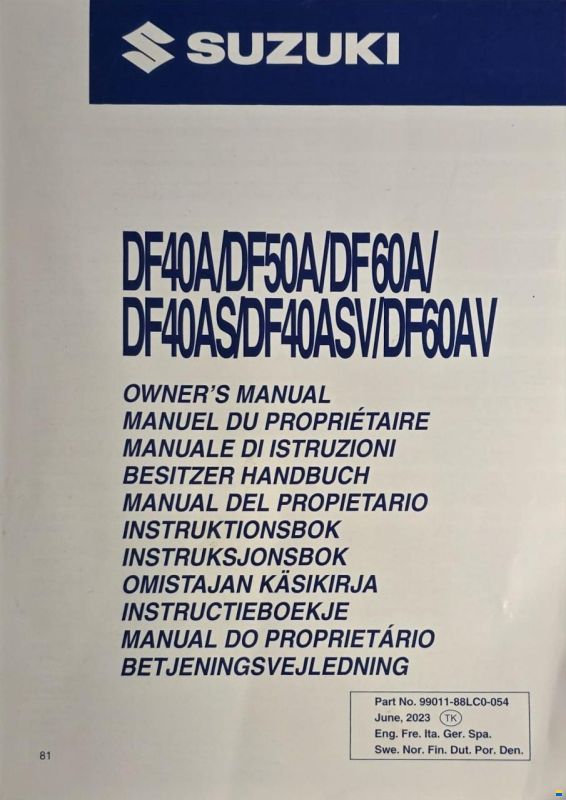 SUZUKI
DF40A/DF50A/DF60A/
DF40AS/DF40ASV/DF60AV
OWNER'S MANUAL
MANUEL DU PROPRIÉTAIRE
MANUALE DI ISTRUZIONI
BESITZER HANDBUCH
MANUAL DEL PROPIETARIO
INSTRUKTIONSBOK
INSTRUKSJONSBOK
OMISTAJAN KÄSIKIRJA
INSTRUCTIEBOEKJE
MANUAL DO PROPRIETÁRIO
BETJENINGSVEJLEDNING
Part No. 99011-88LC0-054
June, 2023 TK
Eng. Fre. Ita. Ger. Spa.
Swe. Nor. Fin. Dut. Por. Den.
81